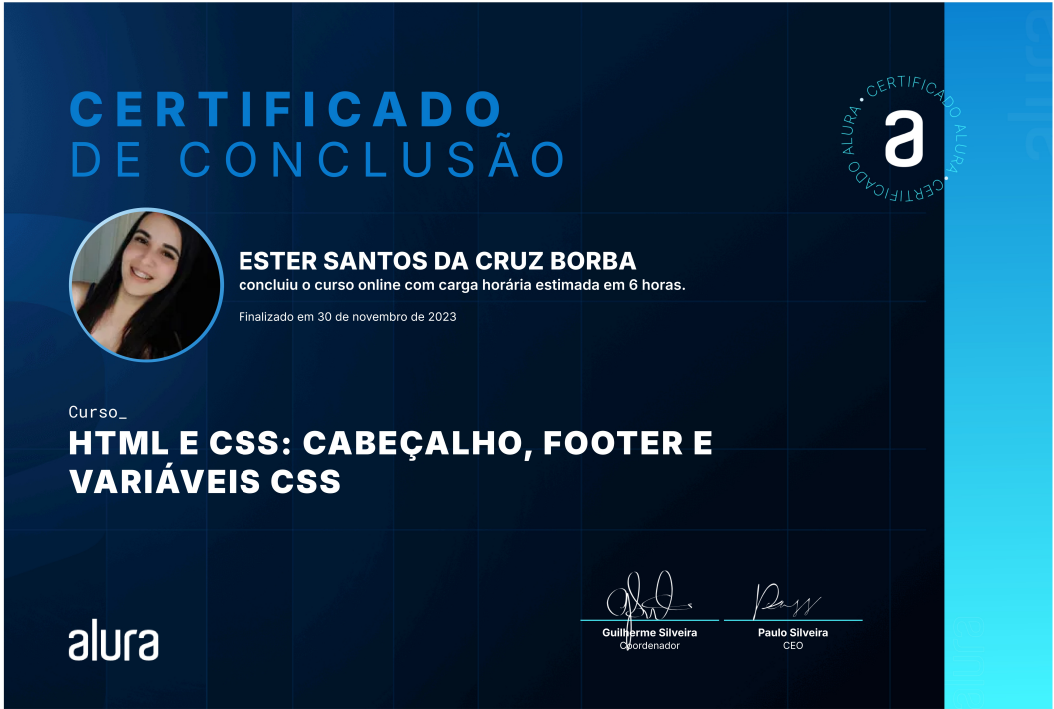 CERTIFICADO
DE CONCLUSÃO
• CERTIFICADO ALURA • CERTIFICADO ALURA
a
ESTER SANTOS DA CRUZ BORBA
concluiu o curso online com carga horária estimada em 6 horas.
Finalizado em 30 de novembro de 2023
Curso_
HTML E CSS: CABEÇALHO, FOOTER E
VARIÁVEIS CSS
alura
Guilherme Silveira
Coordenador
Paulo Silveira
CEO
alura